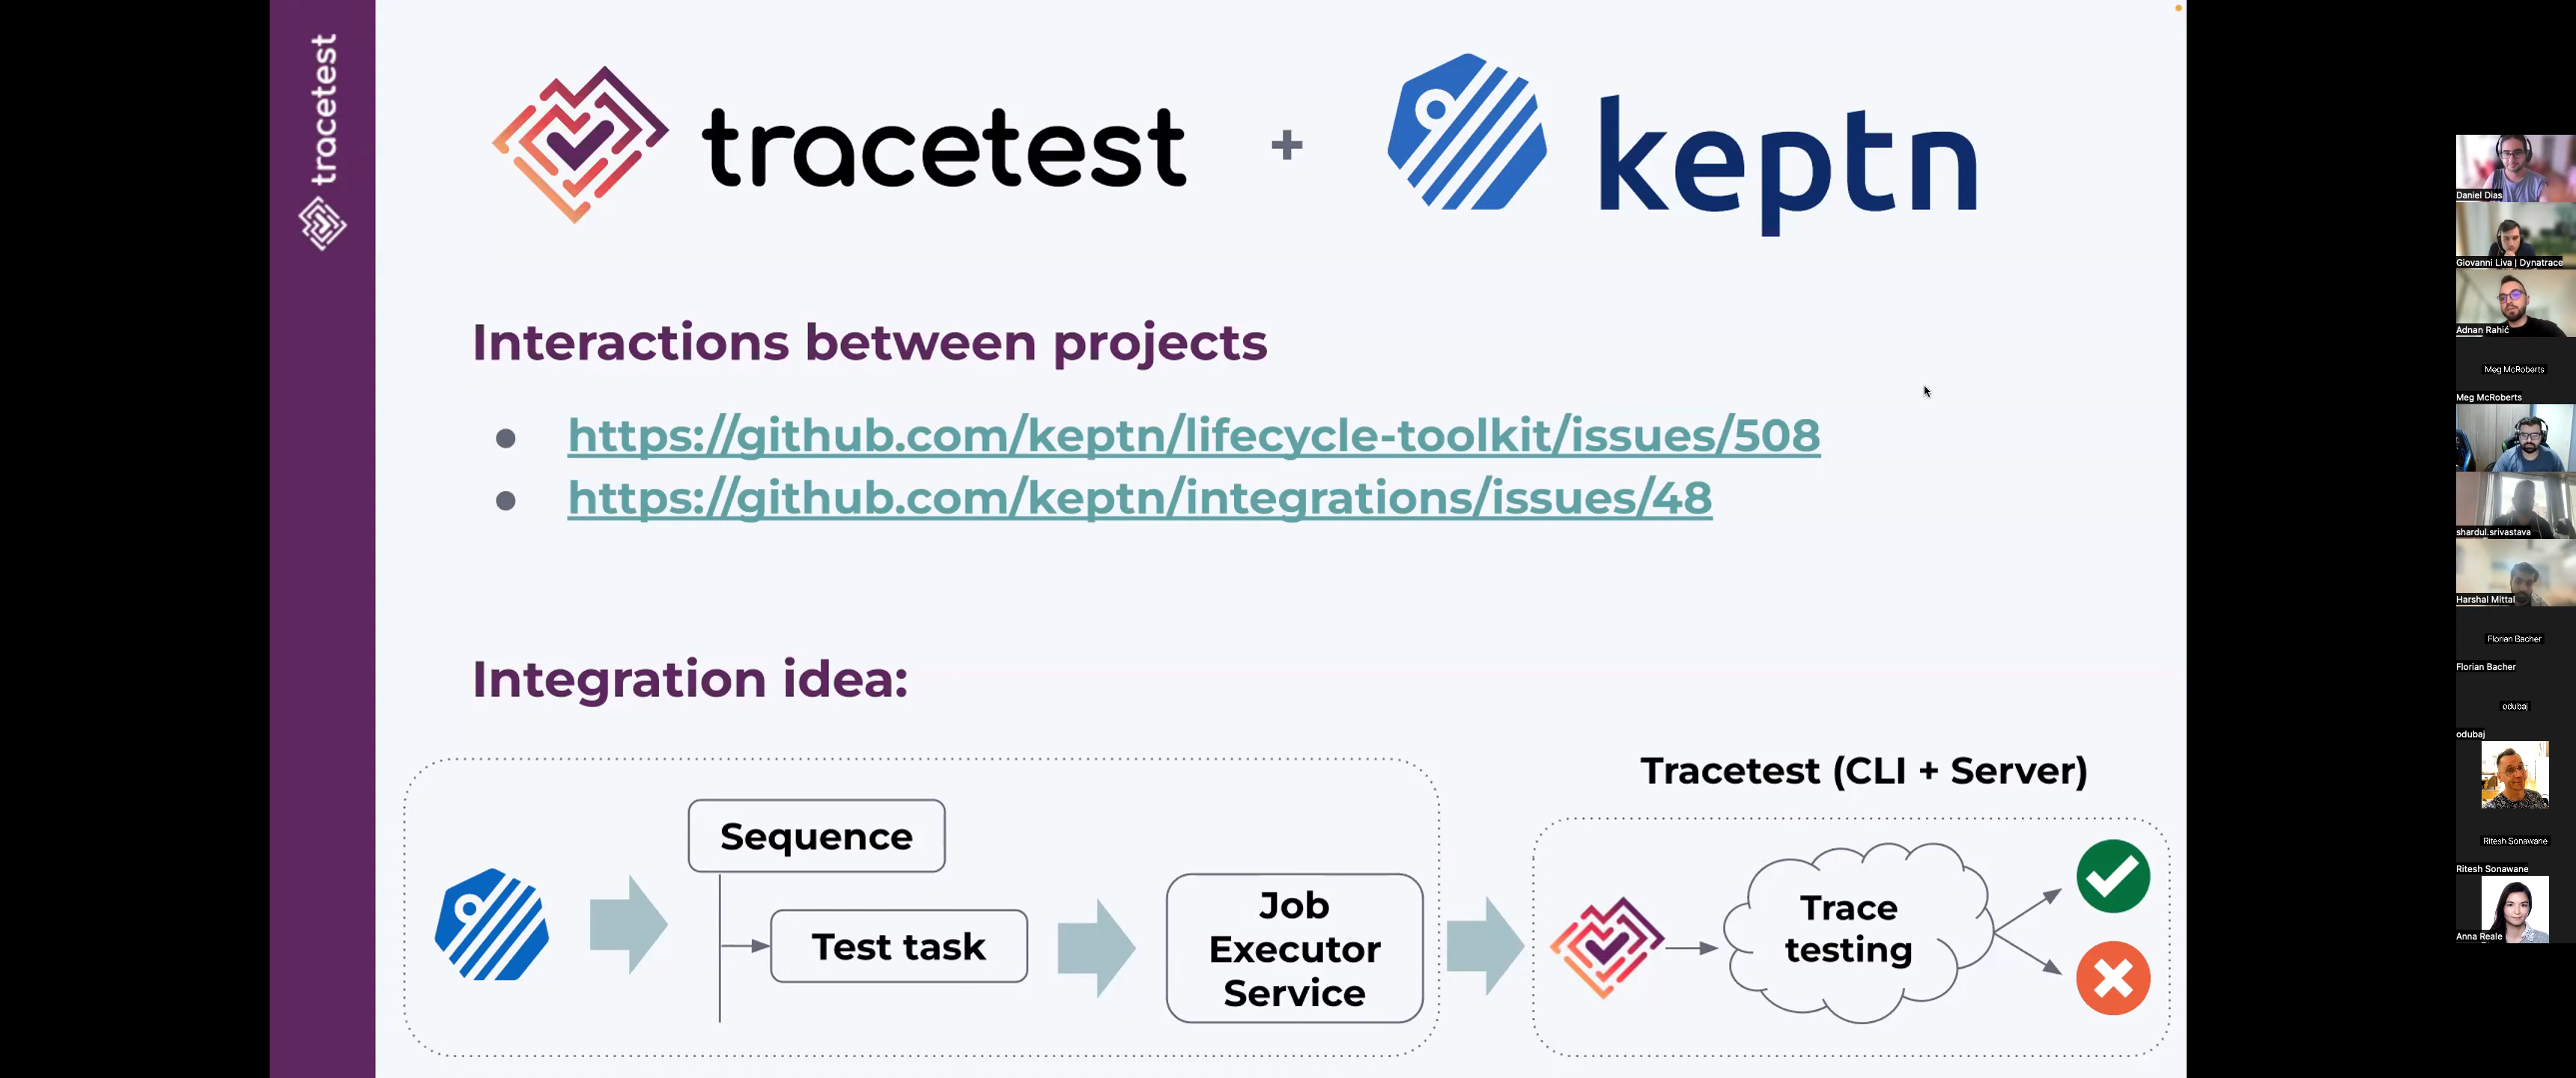 tracetest
tracetest
+
keptn
Interactions between projects
● https://github.com/keptn/lifecycle-toolkit/issues/508
● https://github.com/keptn/integrations/issues/48
Integration idea:
Sequence
Test task
Job
Executor
Service
Tracetest (CLI + Server)
Trace
testing
Daniel Dias
Giovanni Liva | Dynatrace
Adnan Rahić
Meg McRoberts
Meg McRoberts
shardul.srivastava
Harshal Mittal
Florian Bacher
Florian Bacher
odubaj
odubaj
Ritesh Sonawane
Ritesh Sonawane
Anna Reale